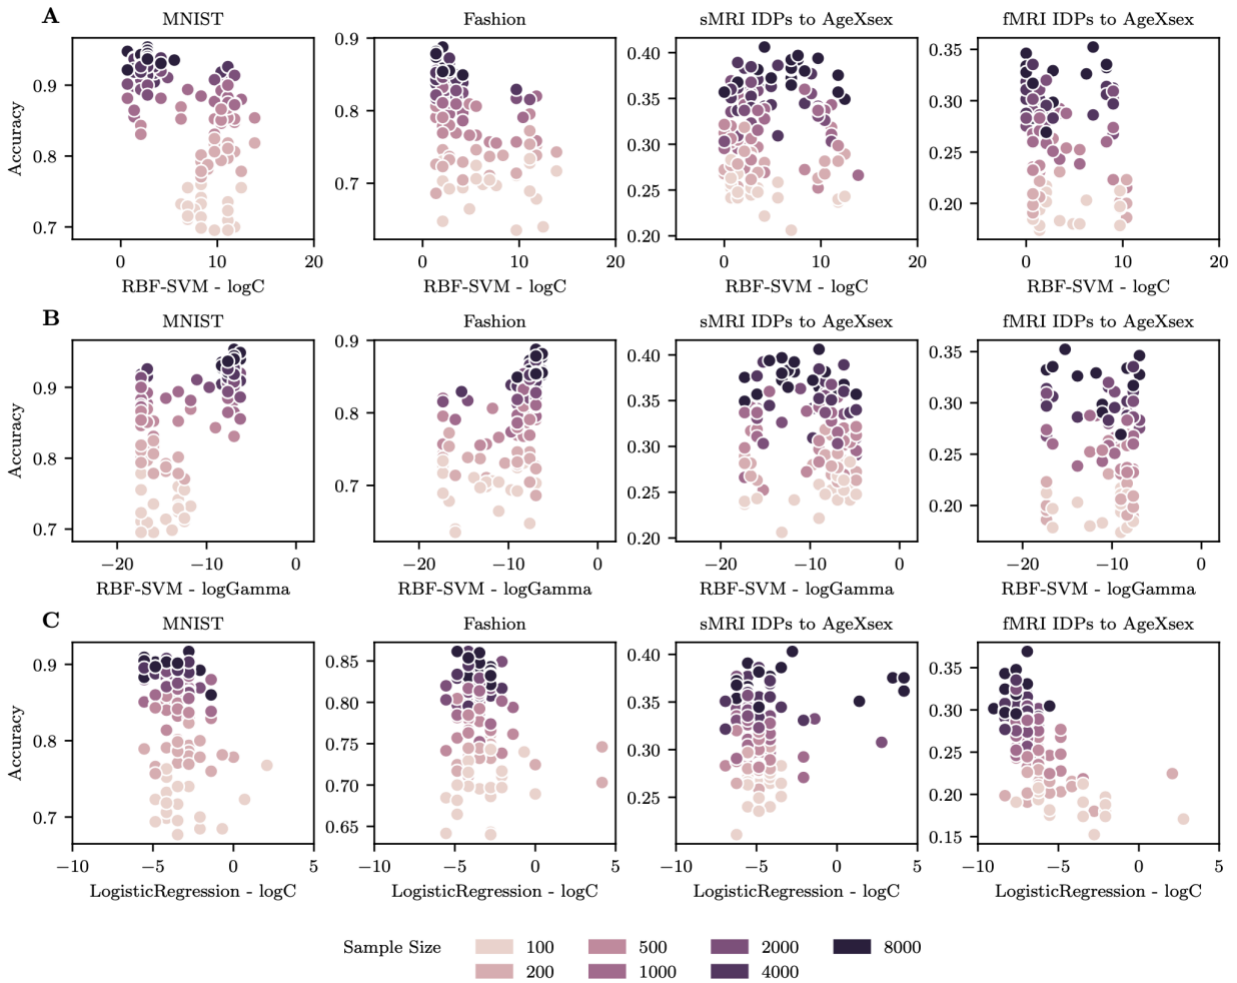 A
MNIST
Fashion
sMRI IDPs to AgeXsex
fMRI IDPs to AgeXsex
Accuracy
0.9
0.8
0.7
0.9
0.8
0.7
0.40
0.35
0.30
0.25
0.20
0.35
0.30
0.25
0.20
0 10 20
0 10 20
0 10 20
0 10 20
RBF-SVM - logC
RBF-SVM - logC
RBF-SVM - logC
RBF-SVM - logC
B
MNIST
Fashion
sMRI IDPs to AgeXsex
fMRI IDPs to AgeXsex
Accuracy
0.9
0.8
0.7
0.9
0.8
0.7
0.40
0.35
0.30
0.25
0.20
0.35
0.30
0.25
0.20
−20 −10 0
−20 −10 0
−20 −10 0
−20 −10 0
RBF-SVM - logGamma
RBF-SVM - logGamma
RBF-SVM - logGamma
RBF-SVM - logGamma
C
MNIST
Fashion
sMRI IDPs to AgeXsex
fMRI IDPs to AgeXsex
Accuracy
0.9
0.8
0.7
0.85
0.80
0.75
0.70
0.65
0.40
0.35
0.30
0.25
0.35
0.30
0.25
0.20
0.15
−10 −5 0 5
−10 −5 0 5
−10 −5 0 5
−10 −5 0 5
LogisticRegression - logC
LogisticRegression - logC
LogisticRegression - logC
LogisticRegression - logC
Sample Size
100 500 2000 8000
200 1000 4000